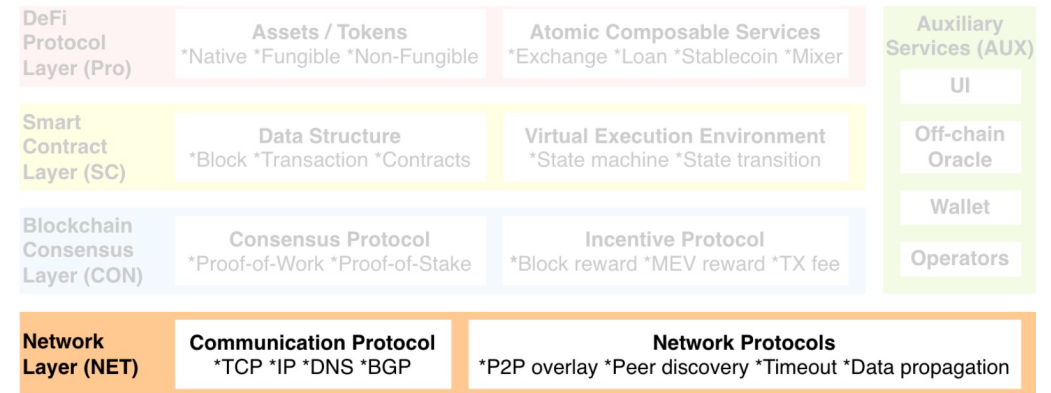 DeFi
Protocol
Layer (Pro)
Assets / Tokens
*Native *Fungible *Non-Fungible
Atomic Composable Services
*Exchange *Loan *Stablecoin *Mixer
Smart
Contract
Layer (SC)
Data Structure
*Block *Transaction *Contracts
Virtual Execution Environment
*State machine *State transition
Blockchain
Consensus
Layer (CON)
Consensus Protocol
*Proof-of-Work *Proof-of-Stake
Incentive Protocol
*Block reward *MEV reward *TX fee
Auxiliary
Services (AUX)
UI
Off-chain
Oracle
Wallet
Operators
Network
Layer (NET)
Communication Protocol
*TCP *IP *DNS *BGP
Network Protocols
*P2P overlay *Peer discovery *Timeout *Data propagation